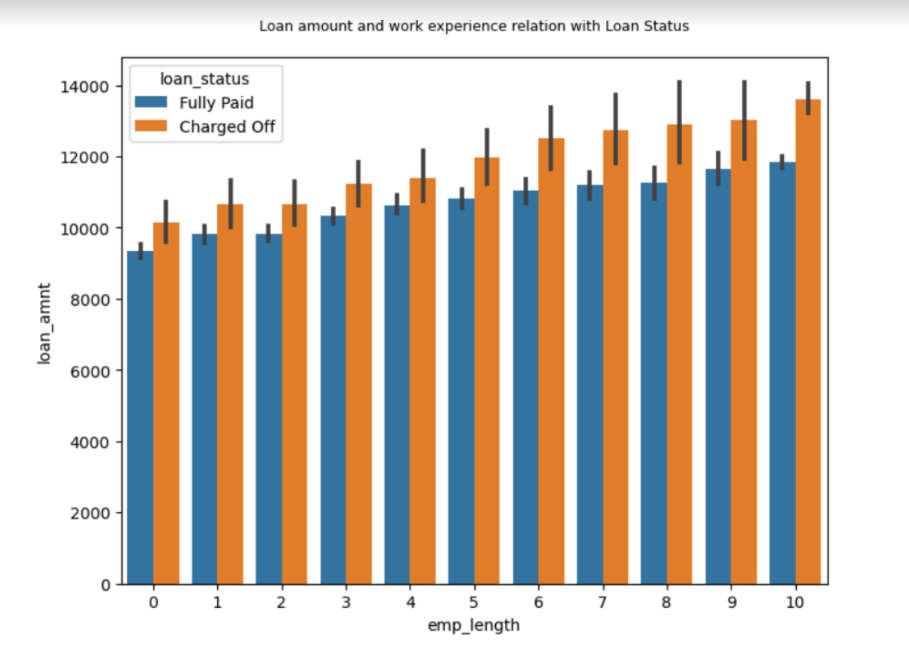 Loan amount and work experience relation with Loan Status
loan_status
Fully Paid
Charged Off
14000
12000
10000
8000
6000
4000
2000
0
loan_amnt
0 1 2 3 4 5 6 7 8 9 10
emp_length